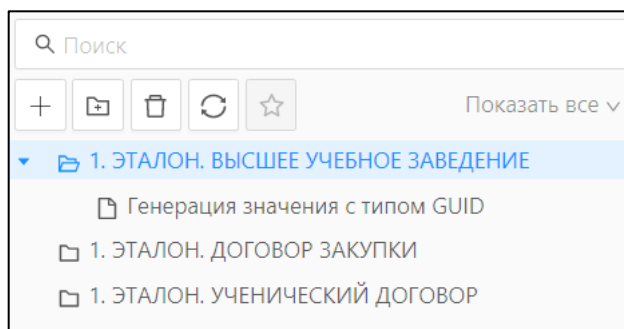 Поиск
Показать все
1. ЭТАЛОН. ВЫСШЕЕ УЧЕБНОЕ ЗАВЕДЕНИЕ
Генерация значения с типом GUID
1. ЭТАЛОН. ДОГОВОР ЗАКУПКИ
1. ЭТАЛОН. УЧЕНИЧЕСКИЙ ДОГОВОР